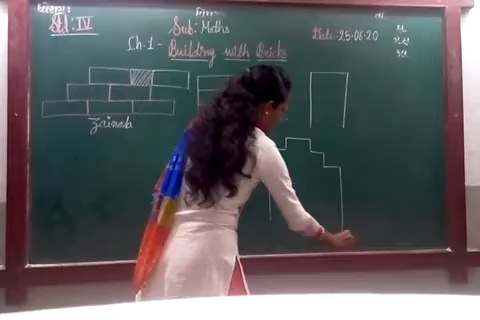 Std: IV
Sub: Maths
Date: 25.06.20
Ch.1 - Building with Bricks
Zainab